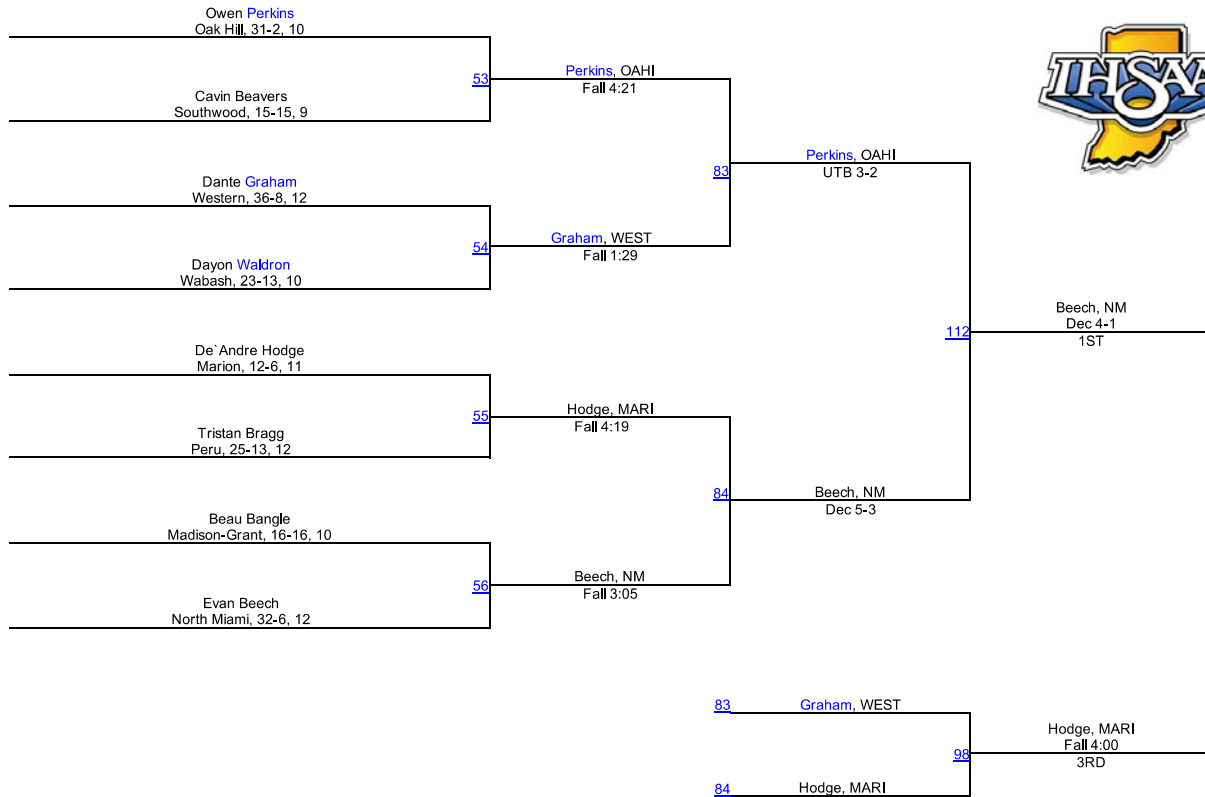 Owen Perkins
Oak Hill, 31-2, 10
53
Perkins, OAHI
Fall 4:21
Cavin Beavers
Southwood, 15-15, 9
IHSAA
83
Perkins, OAHI
UTB 3-2
Dante Graham
Western, 36-8, 12
54
Graham, WEST
Fall 1:29
Dayon Waldron
Wabash, 23-13, 10
112
Beech, NM
Dec 4-1
1ST
De`Andre Hodge
Marion, 12-6, 11
55
Hodge, MARI
Fall 4:19
Tristan Bragg
Peru, 25-13, 12
84
Beech, NM
Dec 5-3
Beau Bangle
Madison-Grant, 16-16, 10
56
Beech, NM
Fall 3:05
Evan Beech
North Miami, 32-6, 12
83
Graham, WEST
98
Hodge, MARI
Fall 4:00
3RD
84
Hodge, MARI